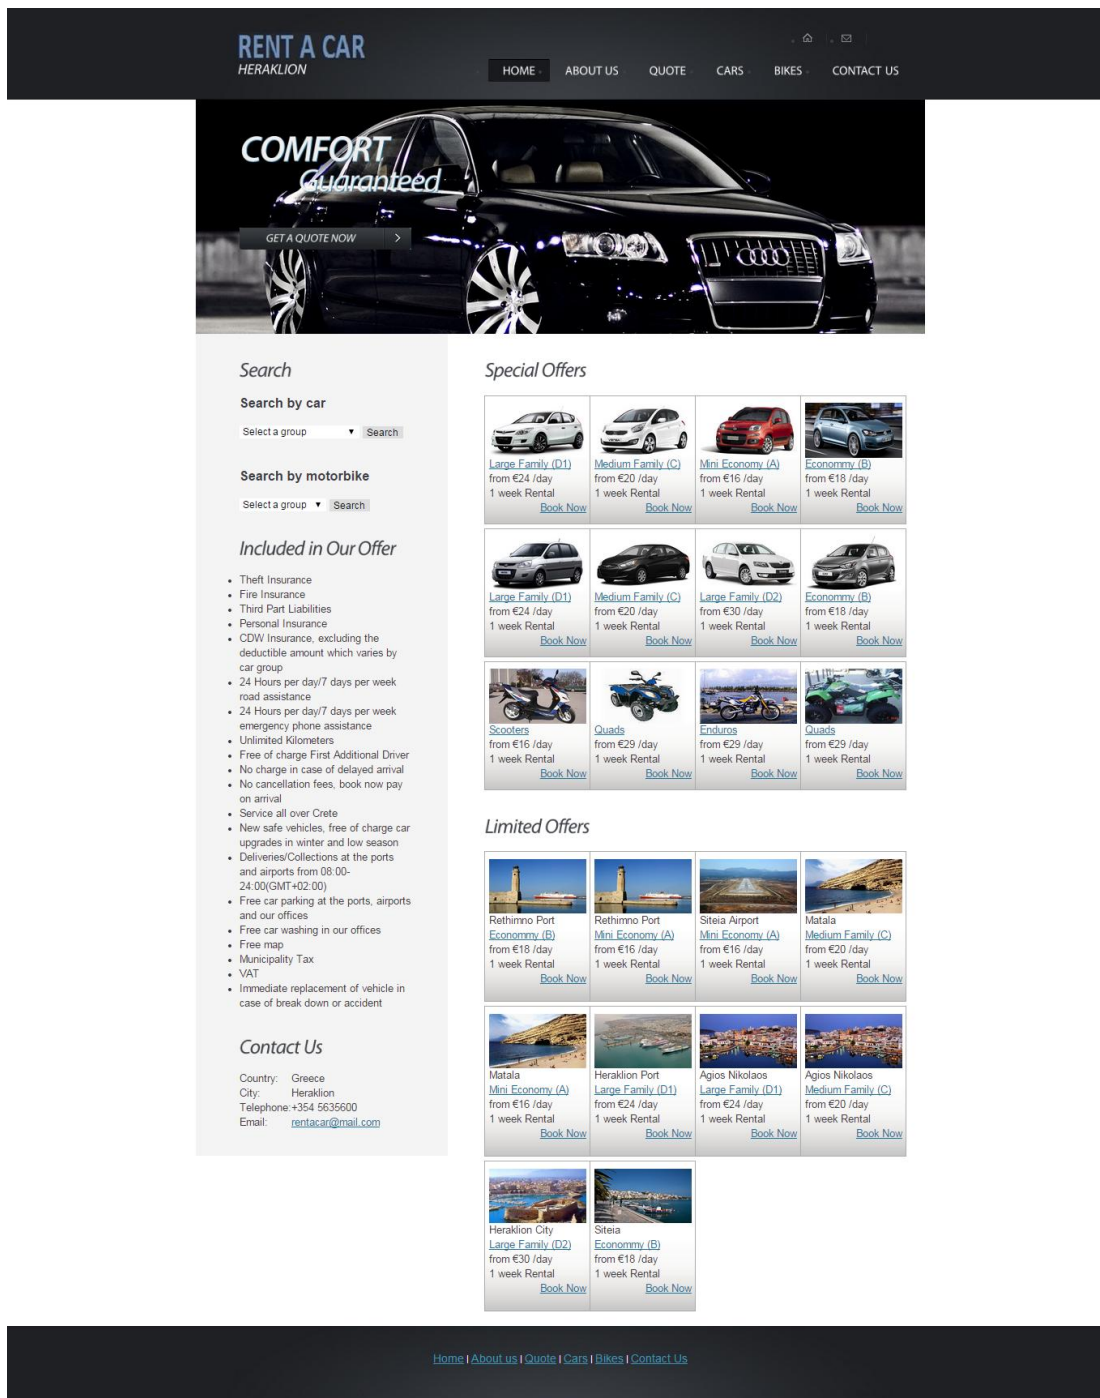 RENT A CAR
HERAKLION
HOME
ABOUT US
QUOTE
CARS
BIKES
CONTACT US
COMFORT
Guaranteed
GET A QUOTE NOW
Search
Search by car
Select a group
Search
Search by motorbike
Select a group
Search
Included in Our Offer
Theft Insurance
Fire Insurance
Third Part Liabilities
Personal Insurance
CDW Insurance, excluding the
deductible amount which varies by
car group
24 Hours per day/7 days per week
road assistance
24 Hours per day/7 days per week
emergency phone assistance
Unlimited Kilometers
Free of charge First Additional Driver
No charge in case of delayed arrival
No cancellation fees, book now pay
on arrival
Service all over Crete
New safe vehicles, free of charge car
upgrades in winter and low season
Deliveries/Collections at the ports
and airports from 08:00-
24:00(GMT+02:00)
Free car parking at the ports, airports
and our offices
Free car washing in our offices
Free map
Municipality Tax
VAT
Immediate replacement of vehicle in
case of break down or accident
Contact Us
Country: Greece
City: Heraklion
Telephone:+354 5635600
Email: rentacar@mail.com
Special Offers
Large Family (D1)
from €24 /day
1 week Rental
Book Now
Medium Family (C)
from €20 /day
1 week Rental
Book Now
Mini Economy (A)
from €16 /day
1 week Rental
Book Now
Econommy (B)
from €18 /day
1 week Rental
Book Now
Large Family (D1)
from €24 /day
1 week Rental
Book Now
Medium Family (C)
from €20 /day
1 week Rental
Book Now
Large Family (D2)
from €30 /day
1 week Rental
Book Now
Econommy (B)
from €18 /day
1 week Rental
Book Now
Scooters
from €16 /day
1 week Rental
Book Now
Quads
from €29 /day
1 week Rental
Book Now
Enduros
from €29 /day
1 week Rental
Book Now
Quads
from €29 /day
1 week Rental
Book Now
Limited Offers
Rethimno Port
Econommy (B)
from €18 /day
1 week Rental
Book Now
Rethimno Port
Mini Economy (A)
from €16 /day
1 week Rental
Book Now
Siteia Airport
Mini Economy (A)
from €16 /day
1 week Rental
Book Now
Matala
Medium Family (C)
from €20 /day
1 week Rental
Book Now
Matala
Mini Economy (A)
from €16 /day
1 week Rental
Book Now
Heraklion Port
Large Family (D1)
from €24 /day
1 week Rental
Book Now
Agios Nikolaos
Large Family (D1)
from €24 /day
1 week Rental
Book Now
Agios Nikolaos
Medium Family (C)
from €20 /day
1 week Rental
Book Now
Heraklion City
Large Family (D2)
from €30 /day
1 week Rental
Book Now
Siteia
Econommy (B)
from €18 /day
1 week Rental
Book Now
Home | About us | Quote | Cars | Bikes | Contact Us